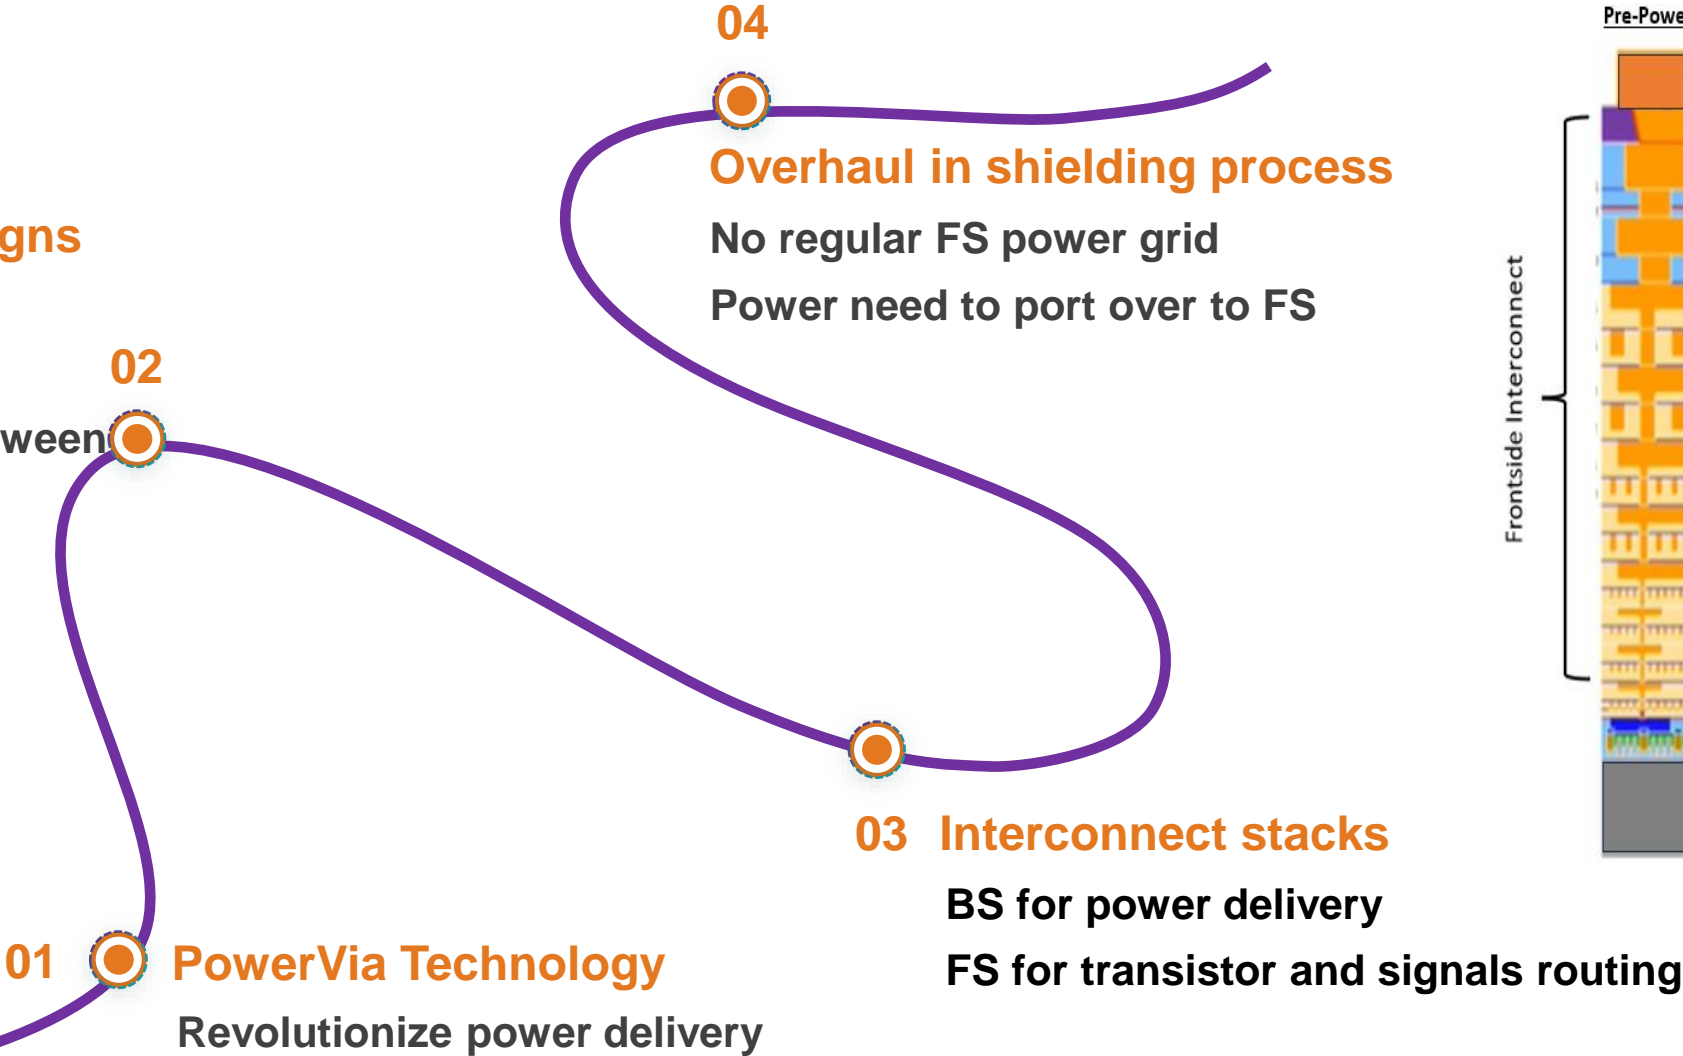 04
Overhaul in shielding process
No regular FS power grid
Power need to port over to FS
gns
02
ween
03 Interconnect stacks
BS for power delivery
FS for transistor and signals routing
01 PowerVia Technology
Revolutionize power delivery
Pre-Powe
Frontside Interconnect